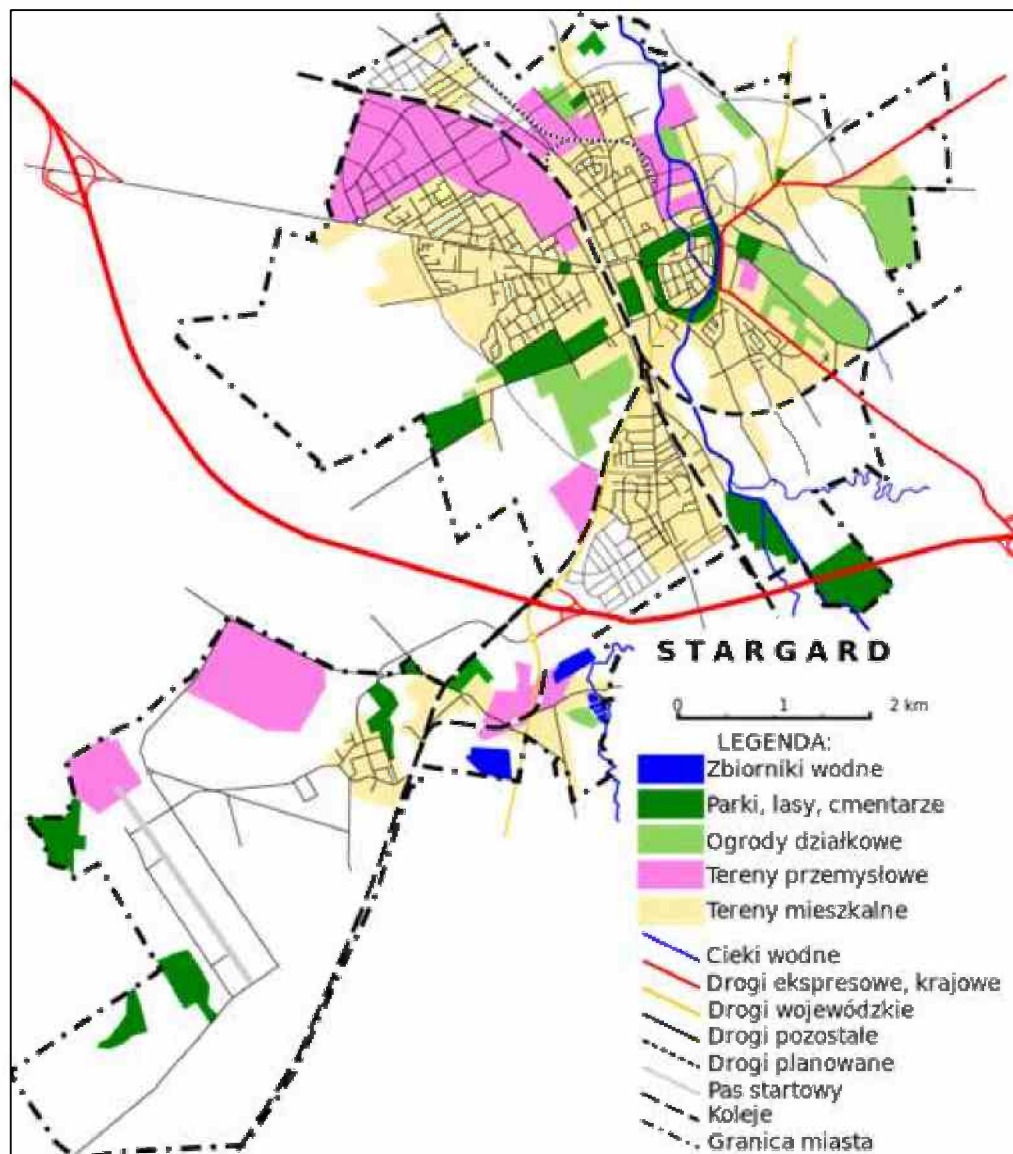 STARGARD
0 1 2 km
LEGENDA:
Zbiorniki wodne
Parki, lasy, cmentarze
Ogrody działkowe
Tereny przemysłowe
Tereny mieszkalne
Cieki wodne
Drogi ekspresowe, krajowe
Drogi wojewódzkie
Drogi pozostałe
Drogi planowane
Pas startowy
Koleje
Granica miasta